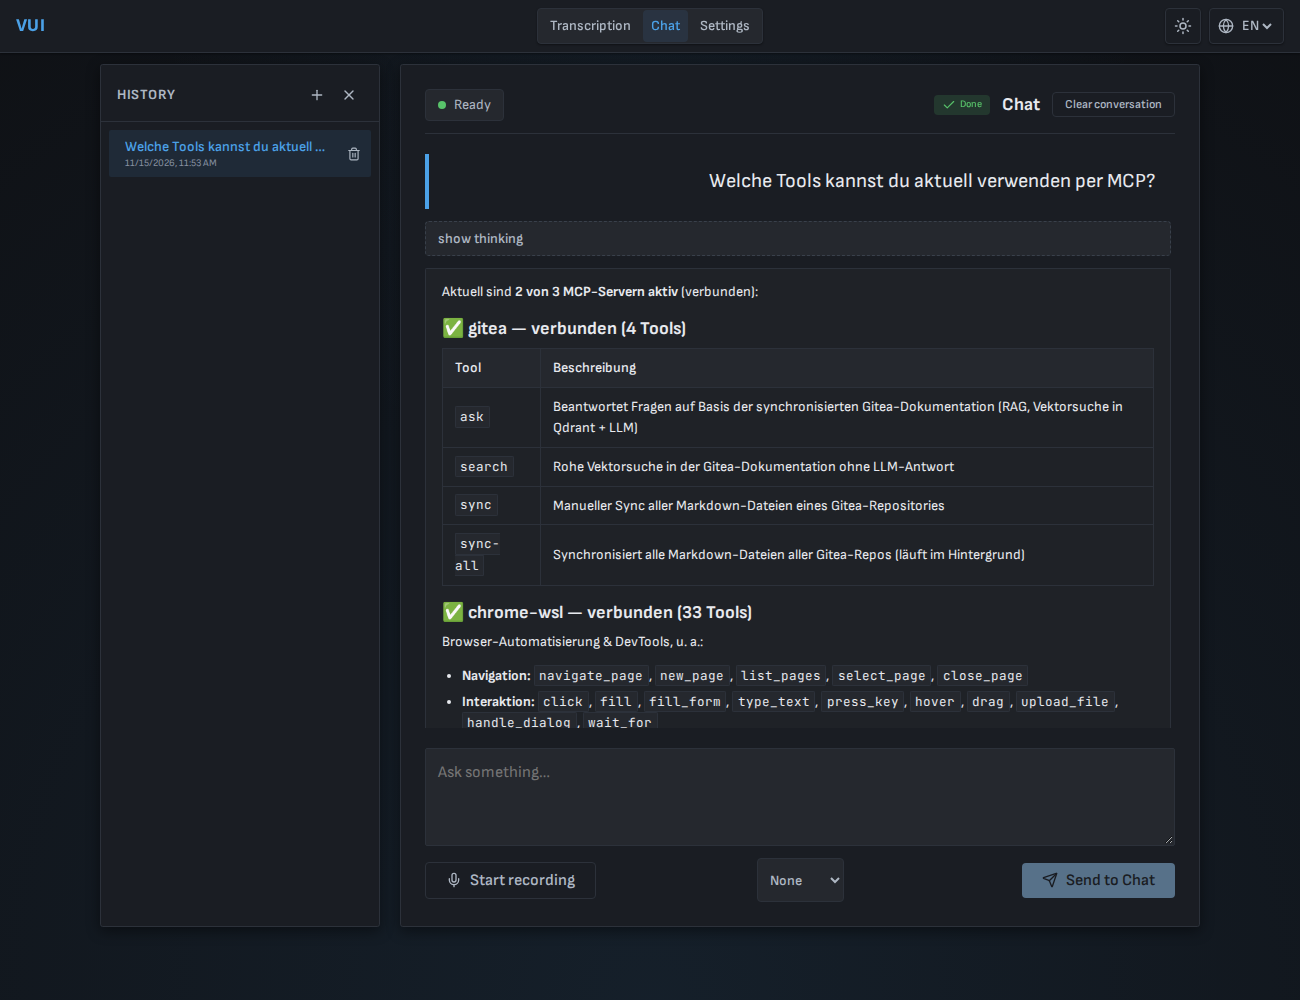 VUI
Transcription Chat Settings
EN
HISTORY
Welche Tools kannst du aktuell ...
11/15/2026, 11:53 AM
Ready
Done
Chat
Clear conversation
Welche Tools kannst du aktuell verwenden per MCP?
show thinking
Aktuell sind 2 von 3 MCP-Servern aktiv (verbunden):
✅ gitea — verbunden (4 Tools)
Tool Beschreibung
ask Beantwortet Fragen auf Basis der synchronisierten Gitea-Dokumentation (RAG, Vektorsuche in
Qdrant + LLM)
search Rohe Vektorsuche in der Gitea-Dokumentation ohne LLM-Antwort
sync Manueller Sync aller Markdown-Dateien eines Gitea-Repositories
sync-
all Synchronisiert alle Markdown-Dateien aller Gitea-Repos (läuft im Hintergrund)
✅ chrome-wsl — verbunden (33 Tools)
Browser-Automatisierung & DevTools, u. a.:
• Navigation: navigate_page, new_page, list_pages, select_page, close_page
• Interaktion: click, fill, fill_form, type_text, press_key, hover, drag, upload_file,
handle_dialog, wait_for
Ask something...
Start recording
None
Send to Chat